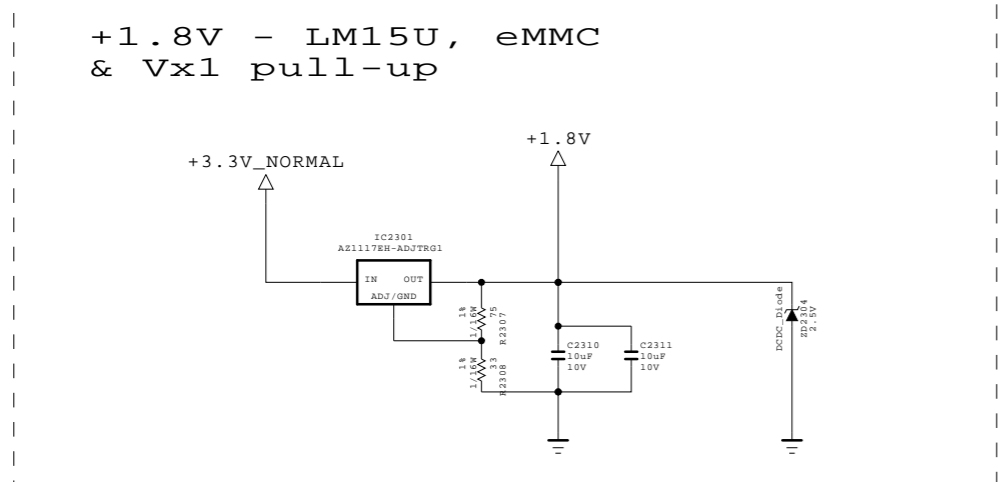 +1.8V - LM15U, eMMC
& Vx1 pull-up
+1.8V
+3.3V_NORMAL
IC2301
AZ1117EH-ADJTRG1
IN OUT
ADJ/GND
1%
1/16W
75
R2307
1%
1/16W
33
R2308
C2310
10uF
10V
C2311
10uF
10V
DCDC_Diode
ZD2304
2.5V